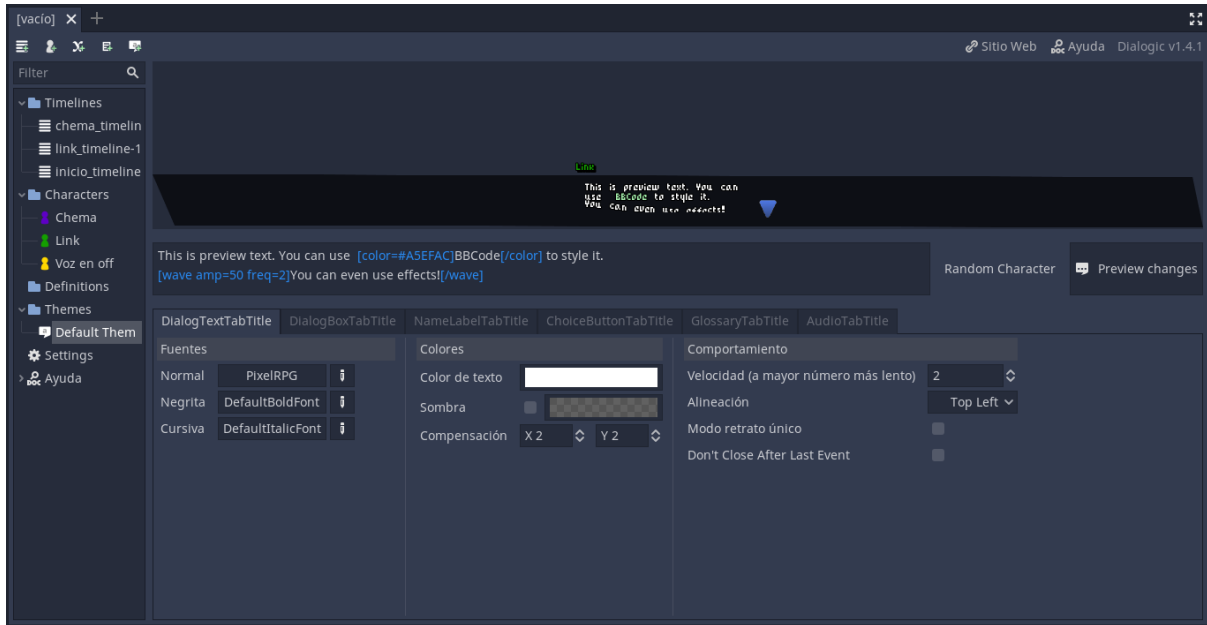 [vacío]
Sitio Web Ayuda Dialogic v1.4.1
Filter
Timelines
chema_timelin
link_timeline-1
inicio_timeline
Characters
Chema
Link
Voz en off
Definitions
Themes
Default Them
Settings
Ayuda
Link
This is preview text. You can
use BBCode to style it.
You can even use effects!
This is preview text. You can use [color=#A5EFAC]BBCode[/color] to style it.
[wave amp=50 freq=2]You can even use effects![/wave]
Random Character Preview changes
DialogTextTabTitle DialogBoxTabTitle NameLabelTabTitle ChoiceButtonTabTitle GlossaryTabTitle AudioTabTitle
Fuentes
Normal PixelRPG
Negrita DefaultBoldFont
Cursiva DefaultItalicFont
Colores
Color de texto
Sombra
Compensación X 2 Y 2
Comportamiento
Velocidad (a mayor número más lento) 2
Alineación Top Left
Modo retrato único
Don't Close After Last Event